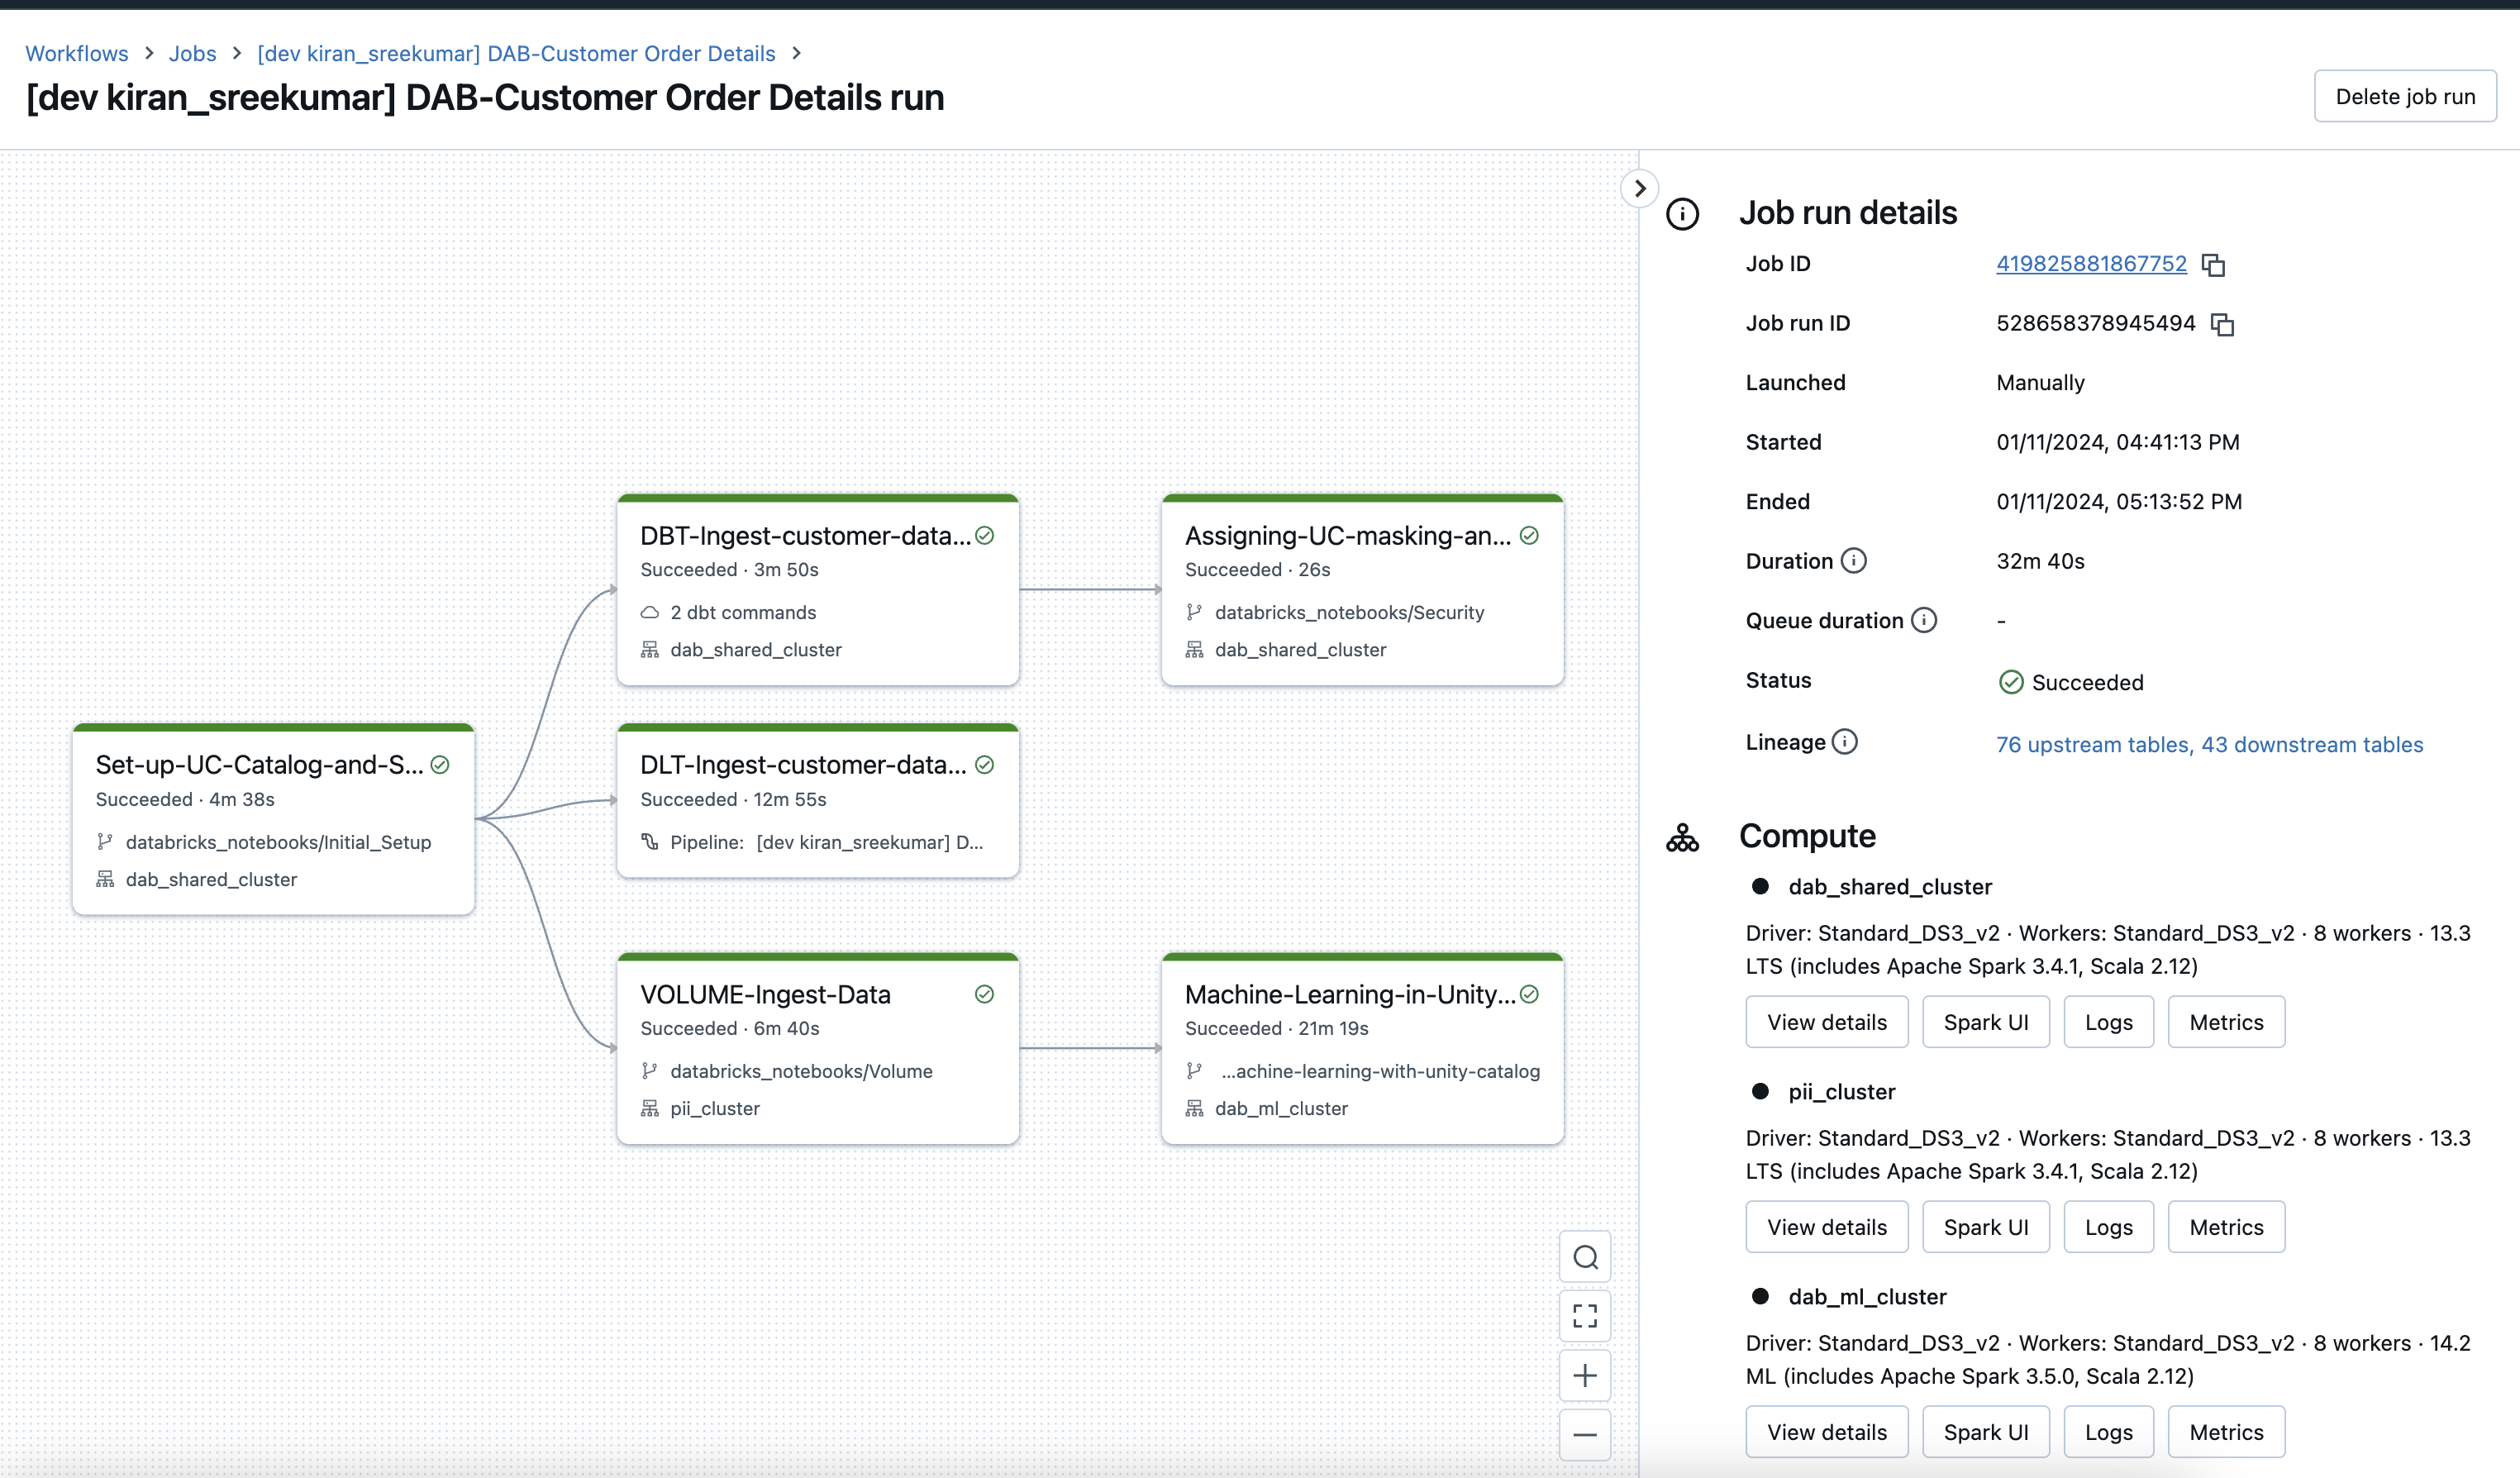 Workflows > Jobs > [dev kiran_sreekumar] DAB-Customer Order Details >
[dev kiran_sreekumar] DAB-Customer Order Details run
Delete job run
Set-up-UC-Catalog-and-S...
Succeeded · 4m 38s
databricks_notebooks/Initial_Setup
dab_shared_cluster
DBT-Ingest-customer-data...
Succeeded · 3m 50s
2 dbt commands
dab_shared_cluster
Assigning-UC-masking-an...
Succeeded · 26s
databricks_notebooks/Security
dab_shared_cluster
DLT-Ingest-customer-data...
Succeeded · 12m 55s
Pipeline: [dev kiran_sreekumar] D...
VOLUME-Ingest-Data
Succeeded · 6m 40s
databricks_notebooks/Volume
pii_cluster
Machine-Learning-in-Unity...
Succeeded · 21m 19s
...achine-learning-with-unity-catalog
dab_ml_cluster
Job run details
Job ID 419825881867752
Job run ID 528658378945494
Launched Manually
Started 01/11/2024, 04:41:13 PM
Ended 01/11/2024, 05:13:52 PM
Duration 32m 40s
Queue duration -
Status Succeeded
Lineage 76 upstream tables, 43 downstream tables
Compute
dab_shared_cluster
Driver: Standard_DS3_v2 · Workers: Standard_DS3_v2 · 8 workers · 13.3
LTS (includes Apache Spark 3.4.1, Scala 2.12)
View details Spark UI Logs Metrics
pii_cluster
Driver: Standard_DS3_v2 · Workers: Standard_DS3_v2 · 8 workers · 13.3
LTS (includes Apache Spark 3.4.1, Scala 2.12)
View details Spark UI Logs Metrics
dab_ml_cluster
Driver: Standard_DS3_v2 · Workers: Standard_DS3_v2 · 8 workers · 14.2
ML (includes Apache Spark 3.5.0, Scala 2.12)
View details Spark UI Logs Metrics